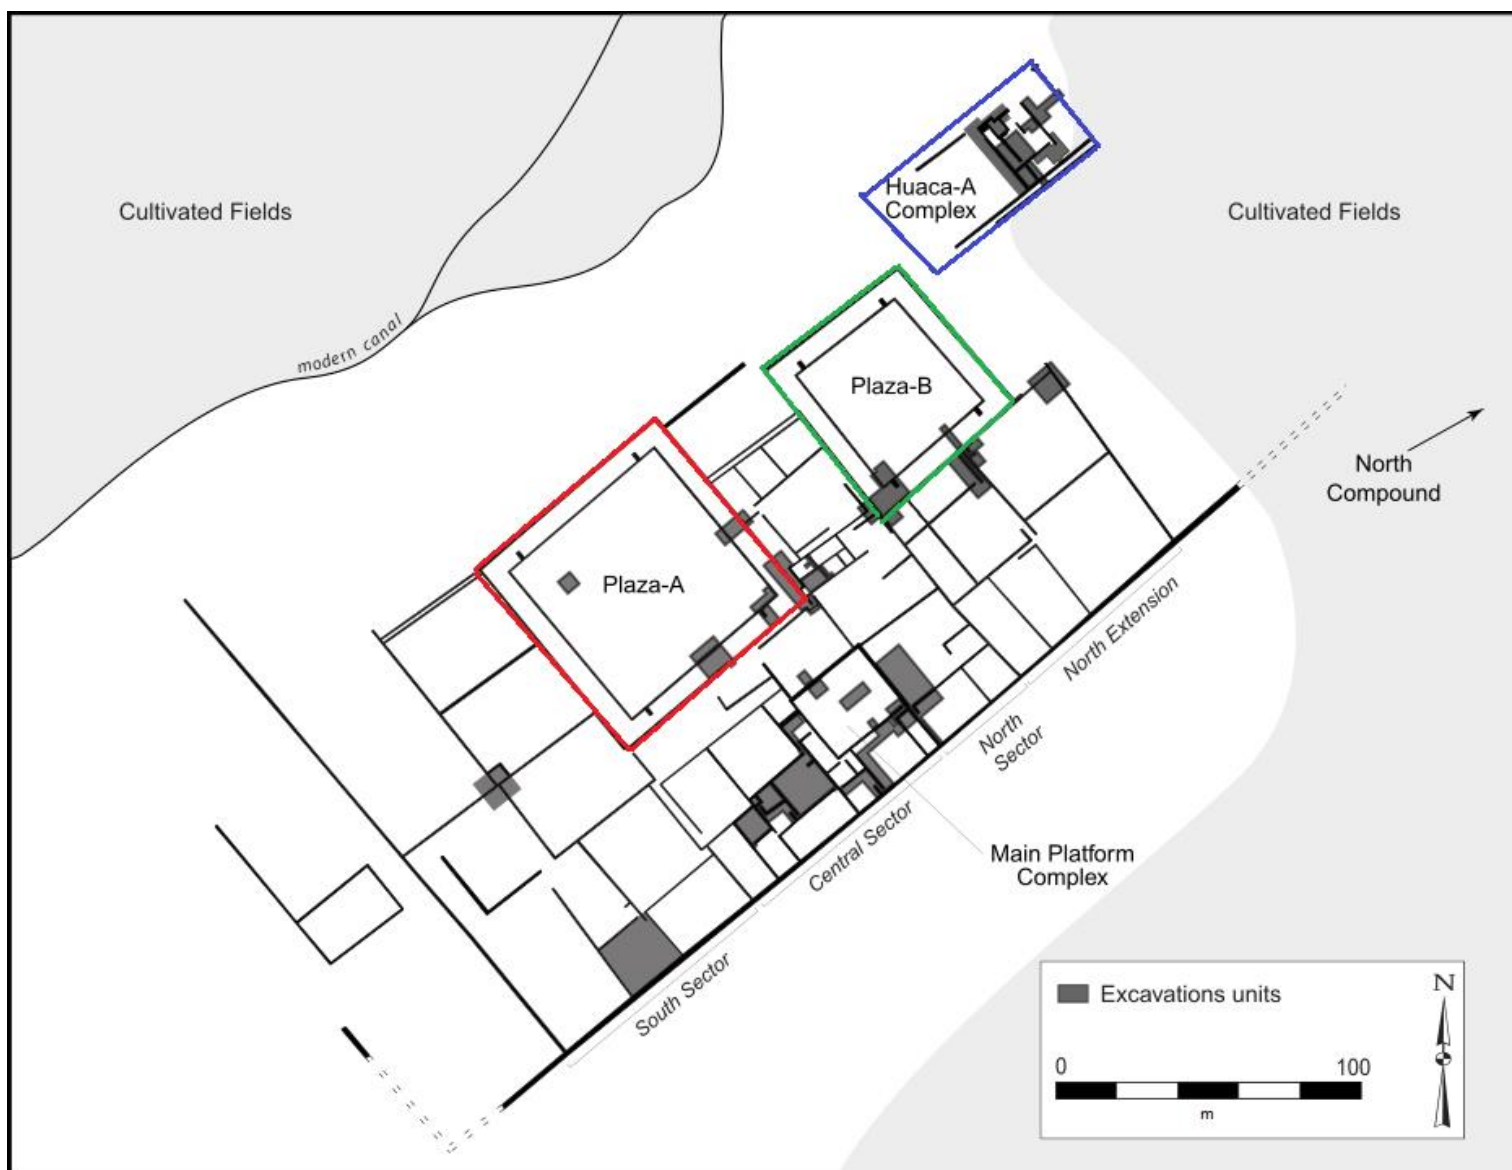 Cultivated Fields
Huaca-A
Complex
Cultivated Fields
modern canal
Plaza-B
North
Compound
Plaza-A
North Extension
North
Sector
Central Sector
Main Platform
Complex
South Sector
Excavations units
N
0 100
m